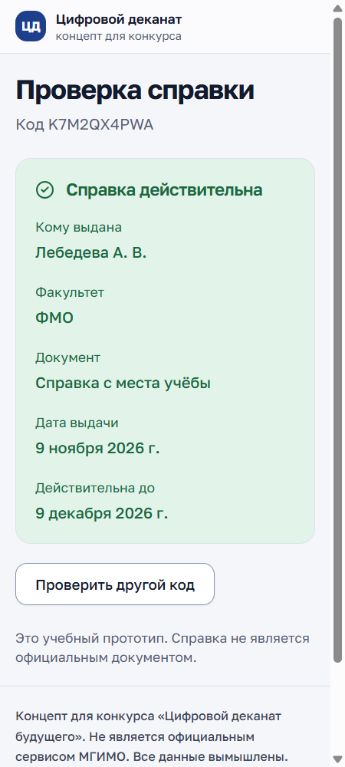 ЦД
Цифровой деканат
концепт для конкурса
Проверка справки
Код K7M2QX4PWA
Справка действительна
Кому выдана
Лебедева А. В.
Факультет
ФМО
Документ
Справка с места учёбы
Дата выдачи
9 ноября 2026 г.
Действительна до
9 декабря 2026 г.
Проверить другой код
Это учебный прототип. Справка не является
официальным документом.
Концепт для конкурса «Цифровой деканат
будущего». Не является официальным
сервисом МГИМО. Все данные вымышлены.